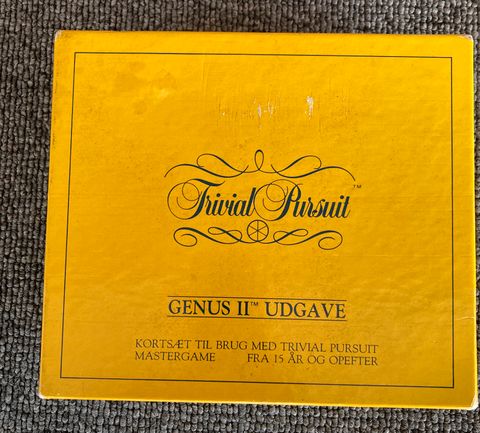 Trivial Pursuit™
GENUS II™ UDGAVE
KORTSÆT TIL BRUG MED TRIVIAL PURSUIT
MASTERGAME FRA 15 ÅR OG OPEFTER